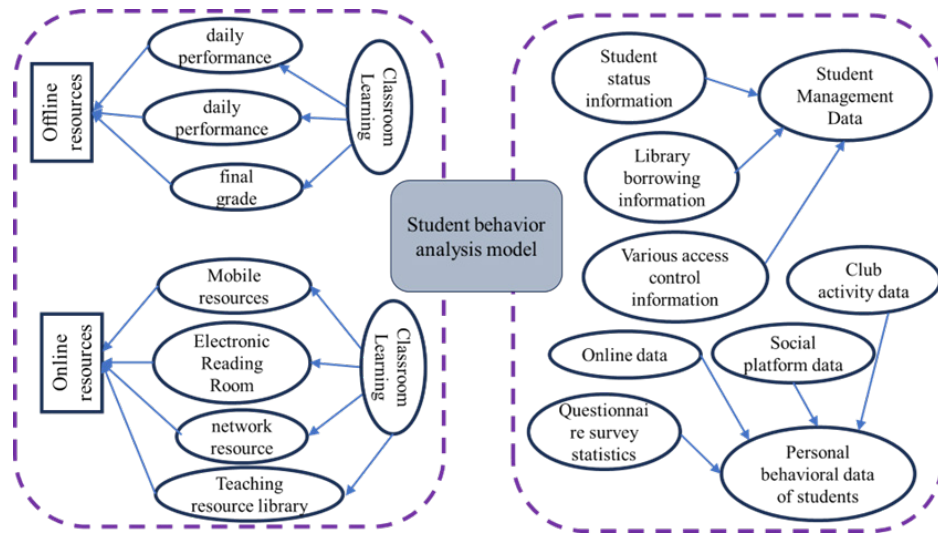 daily
performance
Offline
resources
daily
performance
final
grade
Classroom
Learning
Mobile
resources
Online
resources
Electronic
Reading
Room
network
resource
Teaching
resource library
Classroom
Learning
Student behavior
analysis model
Student
status
information
Student
Management
Data
Library
borrowing
information
Various access
control
information
Club
activity data
Online data
Social
platform data
Questionnai
re survey
statistics
Personal
behavioral data
of students